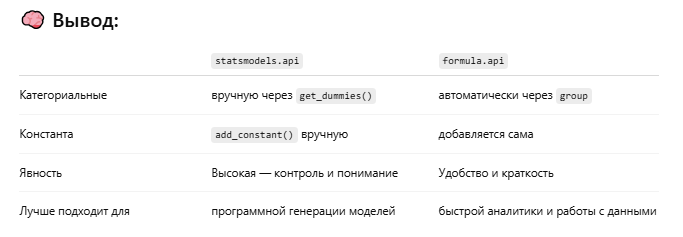 🧠 Вывод:
statsmodels.api formula.api
Категориальные вручную через get_dummies() автоматически через group
Константа add_constant() вручную добавляется сама
Явность Высокая — контроль и понимание Удобство и краткость
Лучше подходит для программной генерации моделей быстрой аналитики и работы с данными